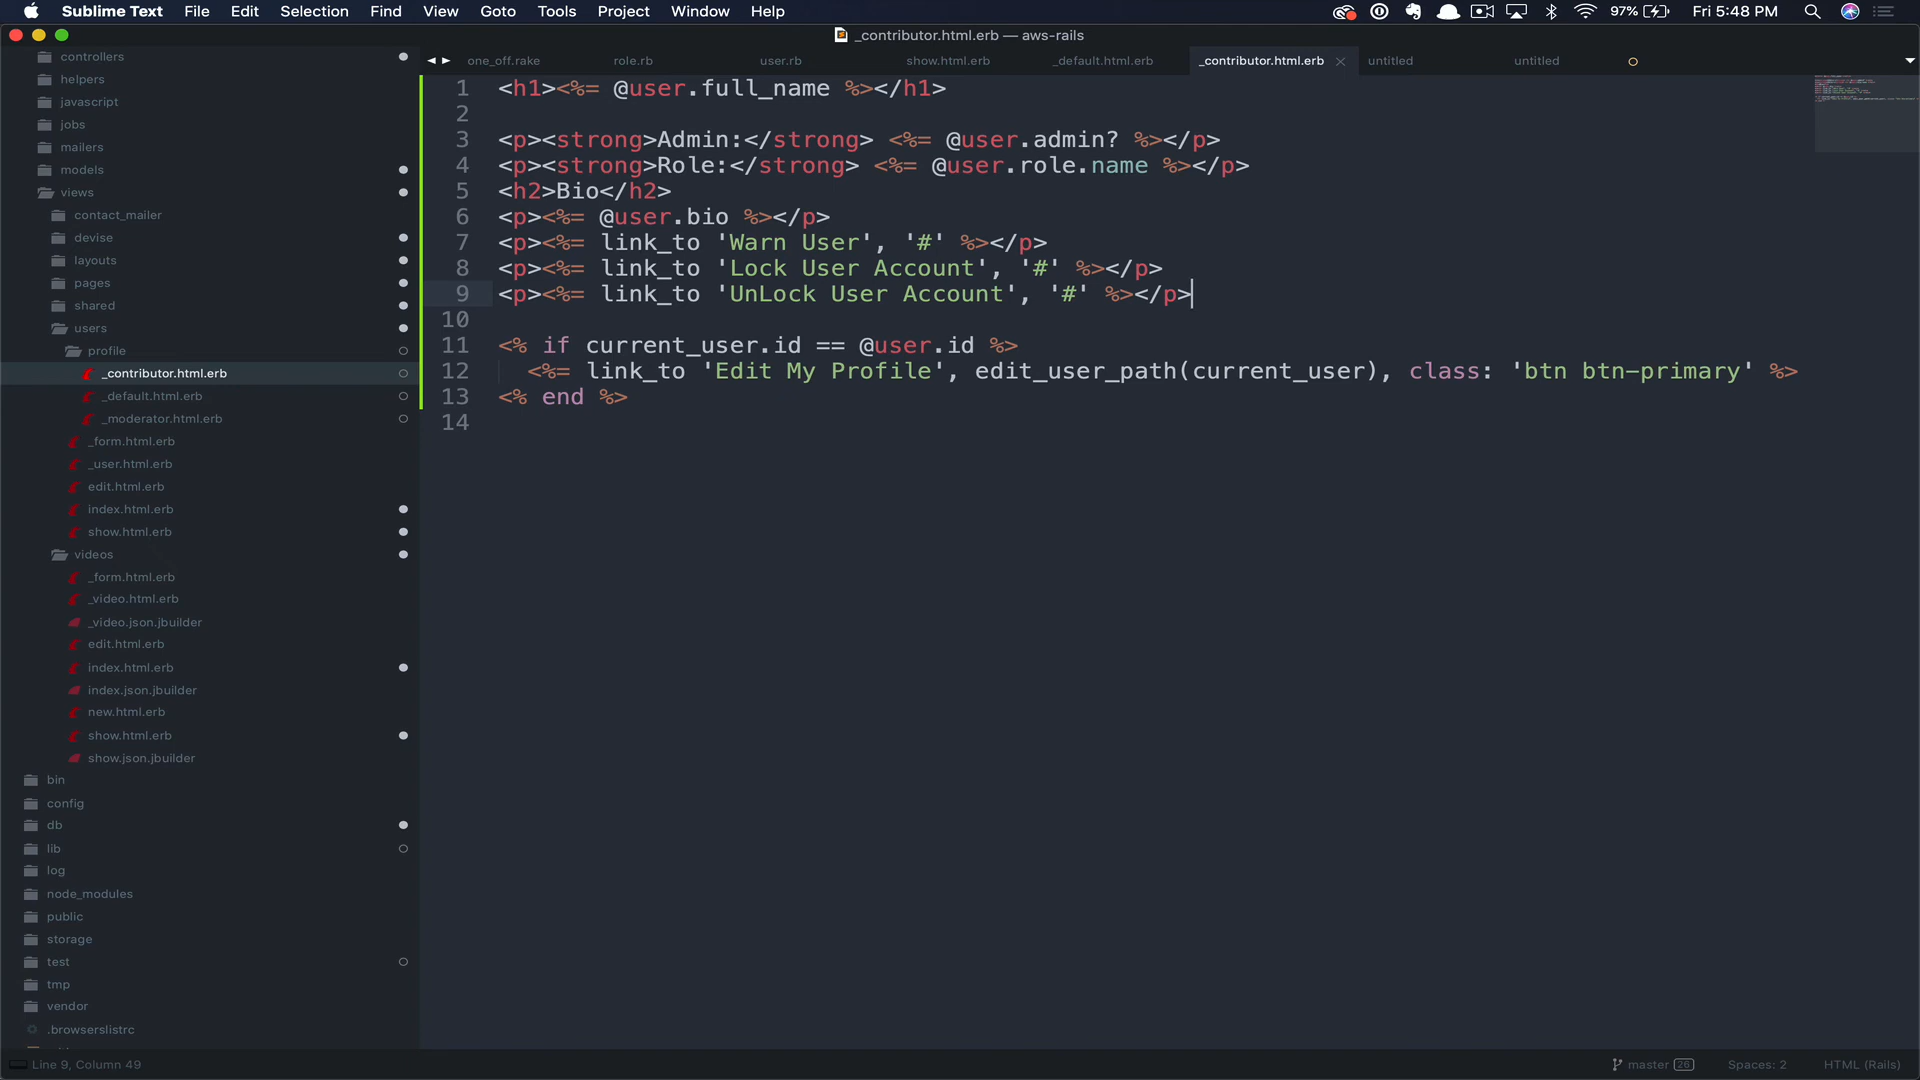 Sublime Text File Edit Selection Find View Goto Tools Project Window Help 97% Fri 5:48 PM
_contributor.html.erb — aws-rails
one_off.rake role.rb user.rb show.html.erb _default.html.erb _contributor.html.erb untitled untitled
controllers
helpers
javascript
jobs
mailers
models
views
contact_mailer
devise
layouts
pages
shared
users
profile
_contributor.html.erb
_default.html.erb
_moderator.html.erb
_form.html.erb
_user.html.erb
edit.html.erb
index.html.erb
show.html.erb
videos
_form.html.erb
_video.html.erb
_video.json.jbuilder
edit.html.erb
index.html.erb
index.json.jbuilder
new.html.erb
show.html.erb
show.json.jbuilder
bin
config
db
lib
log
node_modules
public
storage
test
tmp
vendor
.browserslistrc
1 <h1><%= @user.full_name %></h1>
2
3 <p><strong>Admin:</strong> <%= @user.admin? %></p>
4 <p><strong>Role:</strong> <%= @user.role.name %></p>
5 <h2>Bio</h2>
6 <p><%= @user.bio %></p>
7 <p><%= link_to 'Warn User', '#' %></p>
8 <p><%= link_to 'Lock User Account', '#' %></p>
9 <p><%= link_to 'UnLock User Account', '#' %></p>
10
11 <% if current_user.id == @user.id %>
12 <%= link_to 'Edit My Profile', edit_user_path(current_user), class: 'btn btn-primary' %>
13 <% end %>
14
Line 9, Column 49 master 26 Spaces: 2 HTML (Rails)